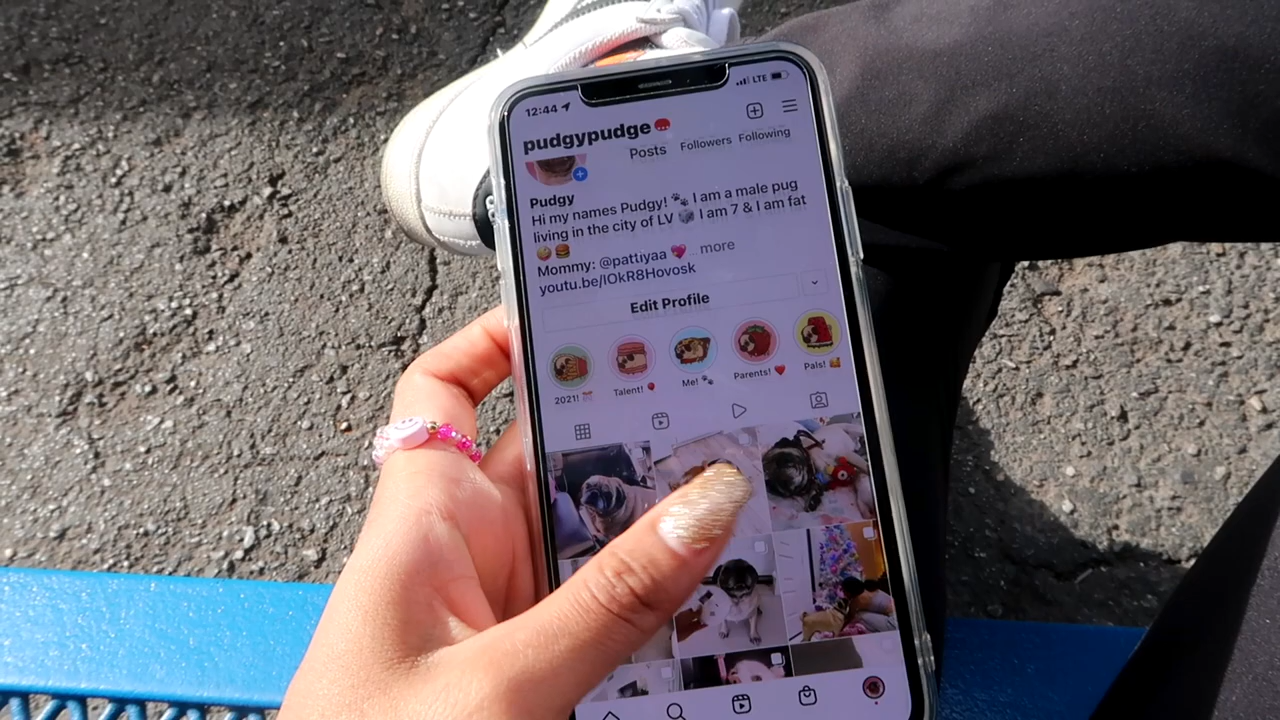 12:44 LTE
pudgypudge
Posts Followers Following
Pudgy
Hi my names Pudgy! 🐾 I am a male pug
living in the city of LV 🎲 I am 7 & I am fat
🥠🍔
Mommy: @pattiyaa 💖 ... more
youtu.be/lOkR8Hovosk
Edit Profile
2021! Talent! 🎈 Me! 🐾 Parents! ❤️ Pals! 🥰